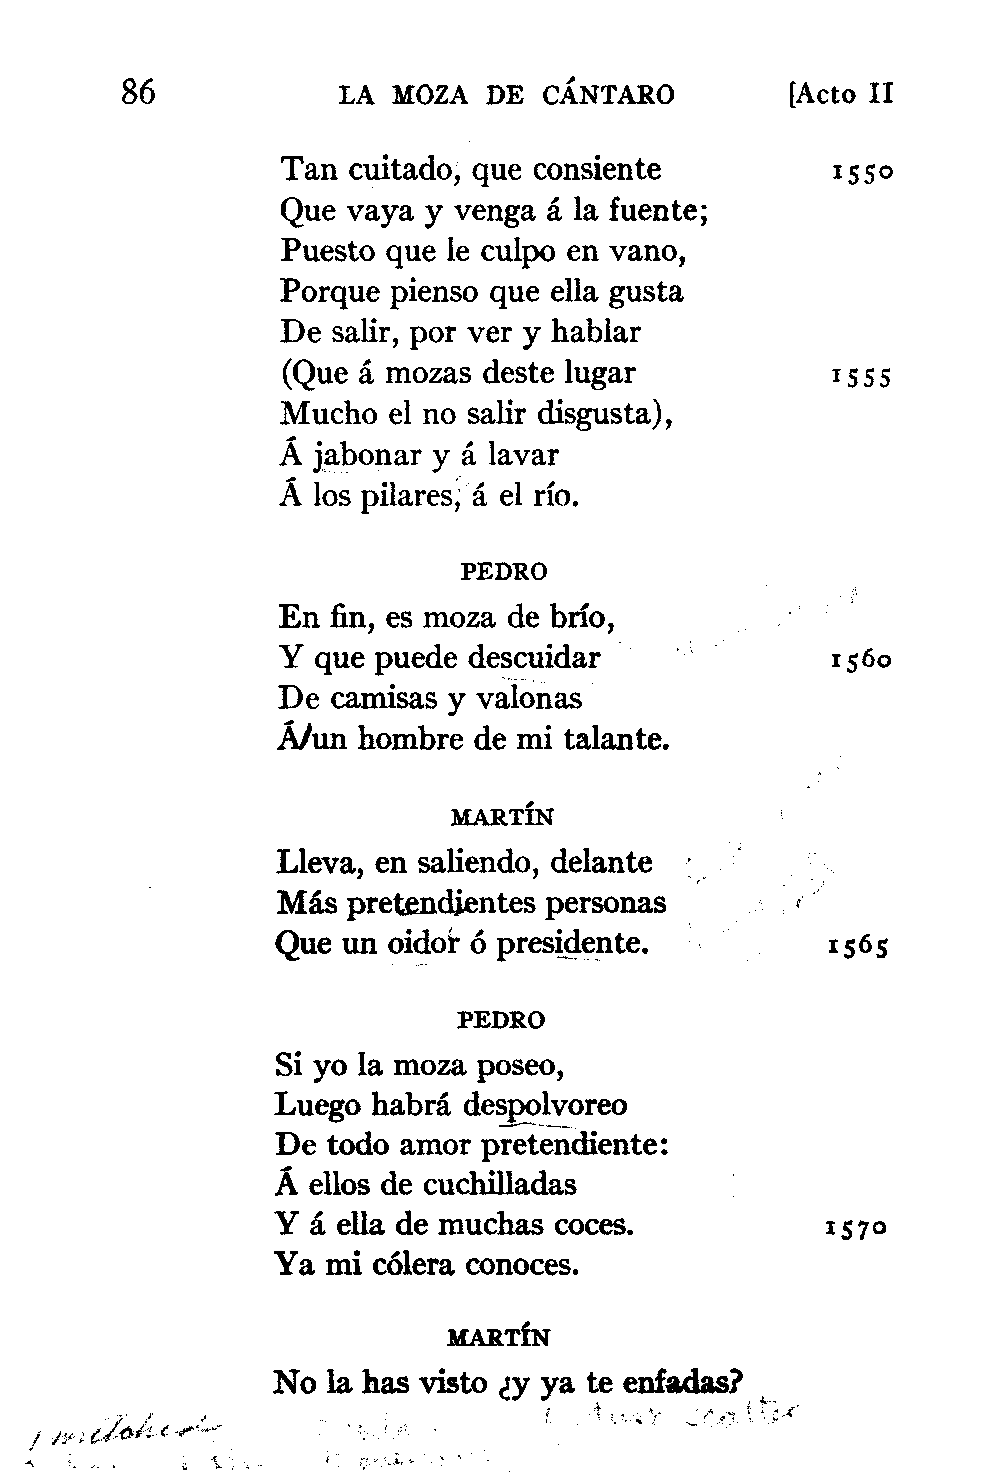 86 LA MOZA DE CÁNTARO [Acto II
Tan cuitado, que consiente 1550
Que vaya y venga á la fuente;
Puesto que le culpo en vano,
Porque pienso que ella gusta
De salir, por ver y hablar
(Que á mozas deste lugar 1555
Mucho el no salir disgusta),
Á jabonar y á lavar
Á los pilares, á el río.
PEDRO
En fin, es moza de brío,
Y que puede descuidar 1560
De camisas y valonas
Á/un hombre de mi talante.
MARTÍN
Lleva, en saliendo, delante
Más pretendientes personas
Que un oidor ó presidente. 1565
PEDRO
Si yo la moza poseo,
Luego habrá despolvoreo
De todo amor pretendiente:
Á ellos de cuchilladas
Y á ella de muchas coces. 1570
Ya mi cólera conoces.
MARTÍN
No la has visto ¿y ya te enfadas?